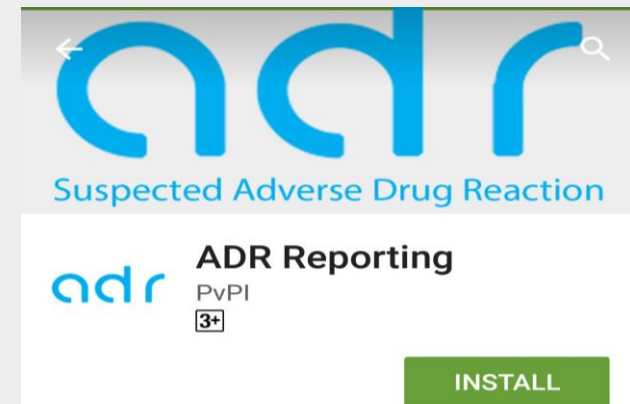 adr
Suspected Adverse Drug Reaction
adr
ADR Reporting
PvPI
3+
INSTALL